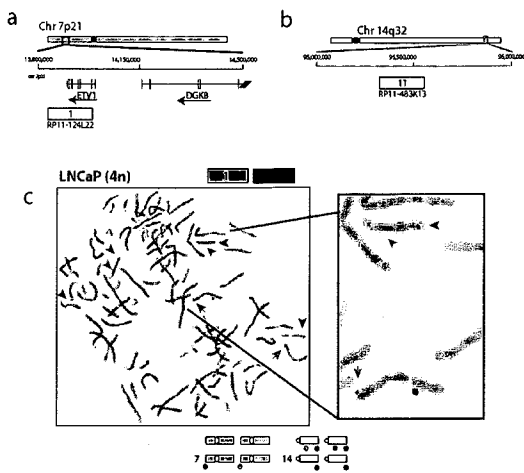 a
b
Chr 7p21
Chr 14q32
13,800,000
14,150,000
14,500,000
95,000,000
95,500,000
96,000,000
ETV1
DGKB
1
RP11-124L22
11
RP11-483K13
LNCaP (4n)
1
c
7
14